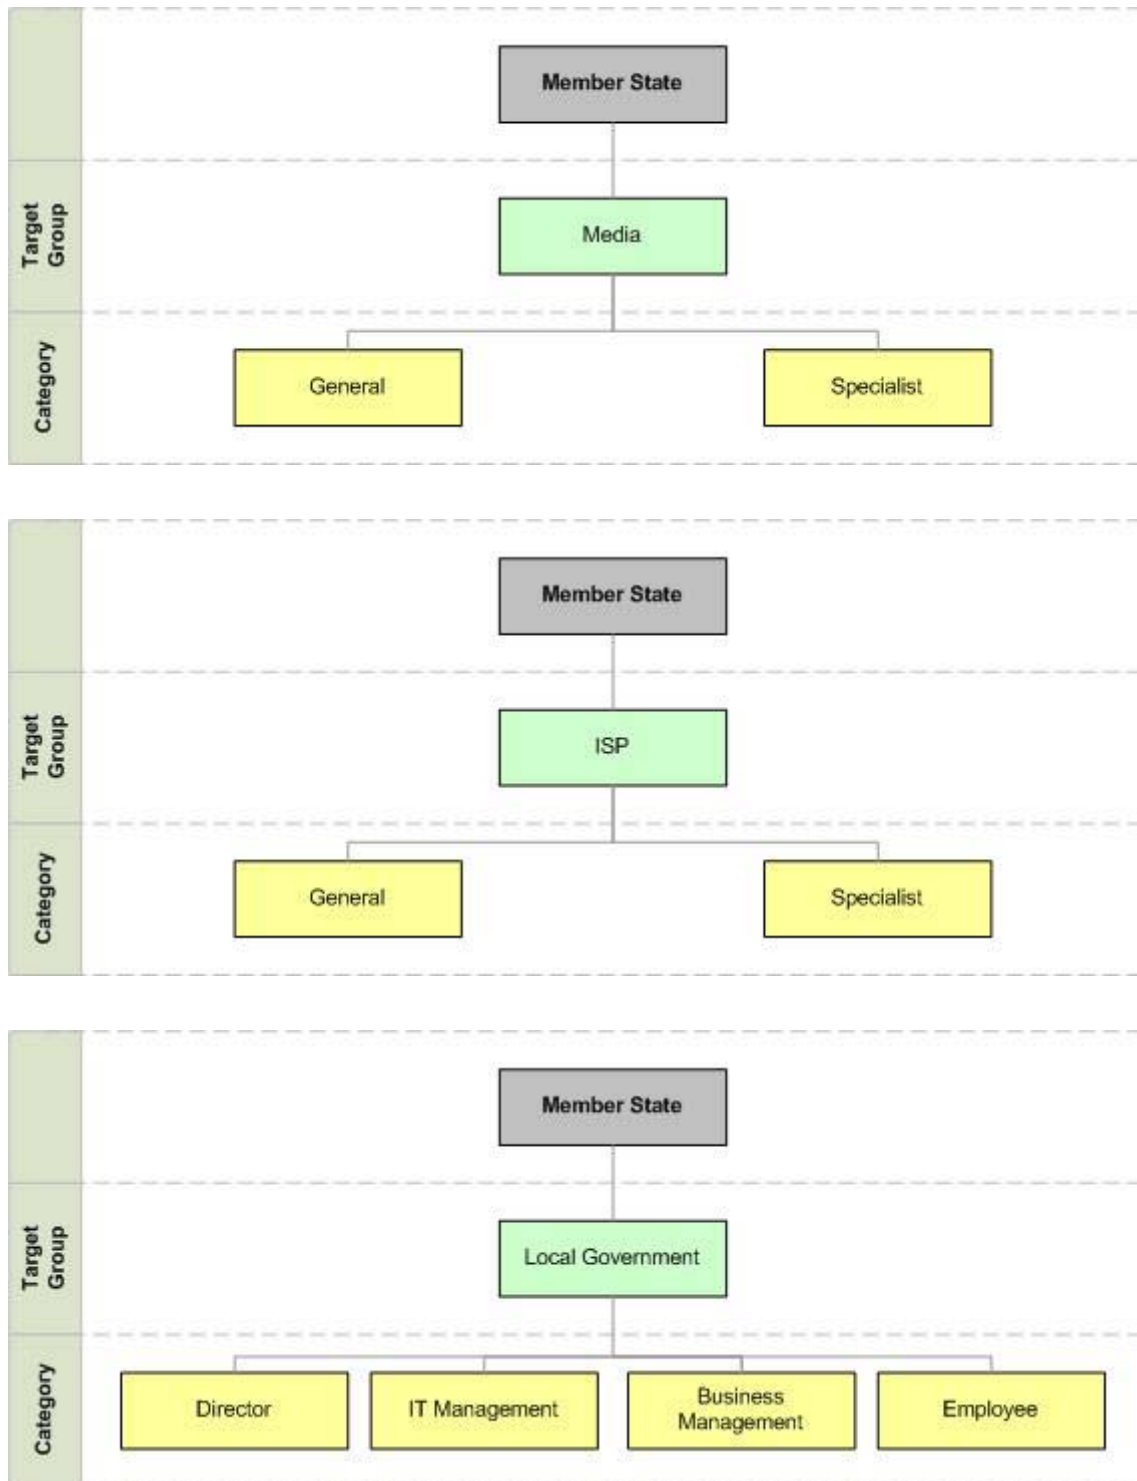 Member State
Target
Group
Media
Category
General
Specialist
Member State
Target
Group
ISP
Category
General
Specialist
Member State
Target
Group
Local Government
Category
Director
IT Management
Business
Management
Employee